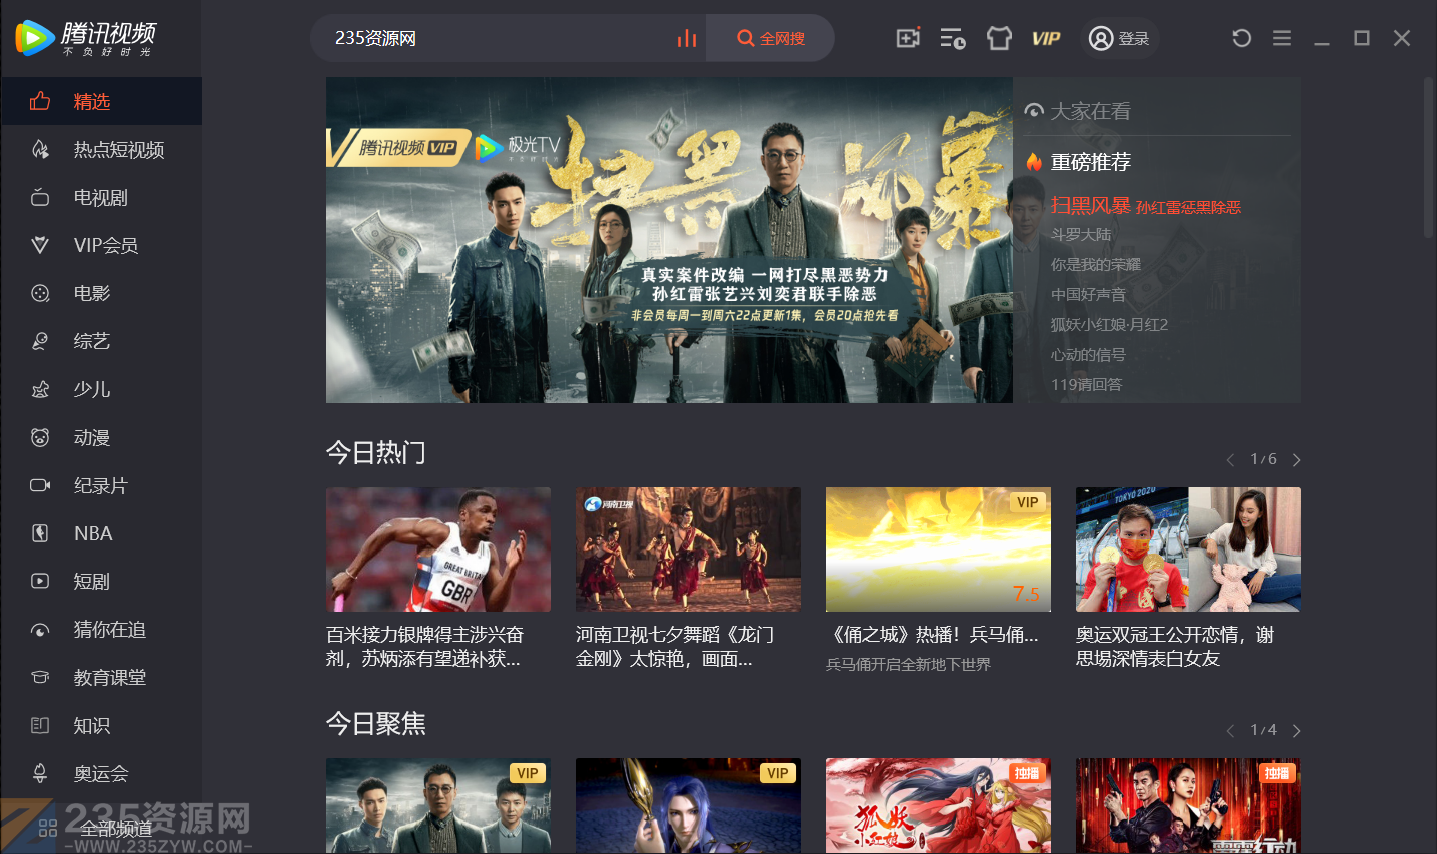 腾讯视频
不负好时光
235资源网
全网搜
VIP
登录
精选
热点短视频
电视剧
VIP会员
电影
综艺
少儿
动漫
纪录片
NBA
短剧
猜你在追
教育课堂
知识
奥运会
全部频道
235资源网
-WWW.235ZYW.COM-
腾讯视频VIP
极光TV
不负好时光
扫黑风暴
真实案件改编 一网打尽黑恶势力
孙红雷张艺兴刘奕君联手除恶
非会员每周一到周六22点更新1集，会员20点抢先看
大家在看
重磅推荐
扫黑风暴 孙红雷惩黑除恶
斗罗大陆
你是我的荣耀
中国好声音
狐妖小红娘·月红2
心动的信号
119请回答
今日热门
1/6
GREAT BRITAIN
GBR
百米接力银牌得主涉兴奋
剂，苏炳添有望递补获...
河南卫视
河南卫视七夕舞蹈《龙门
金刚》太惊艳，画面...
VIP
7.5
《俑之城》热播！兵马俑...
兵马俑开启全新地下世界
TOKYO 2020
奥运双冠王公开恋情，谢
思埸深情表白女友
今日聚焦
1/4
VIP
VIP
独播
狐妖
小红娘
独播